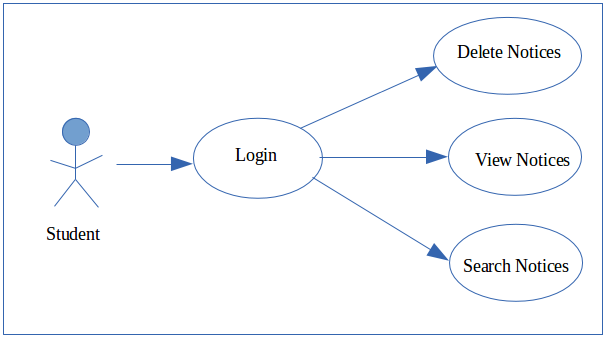 Delete Notices
Login
View Notices
Student
Search Notices